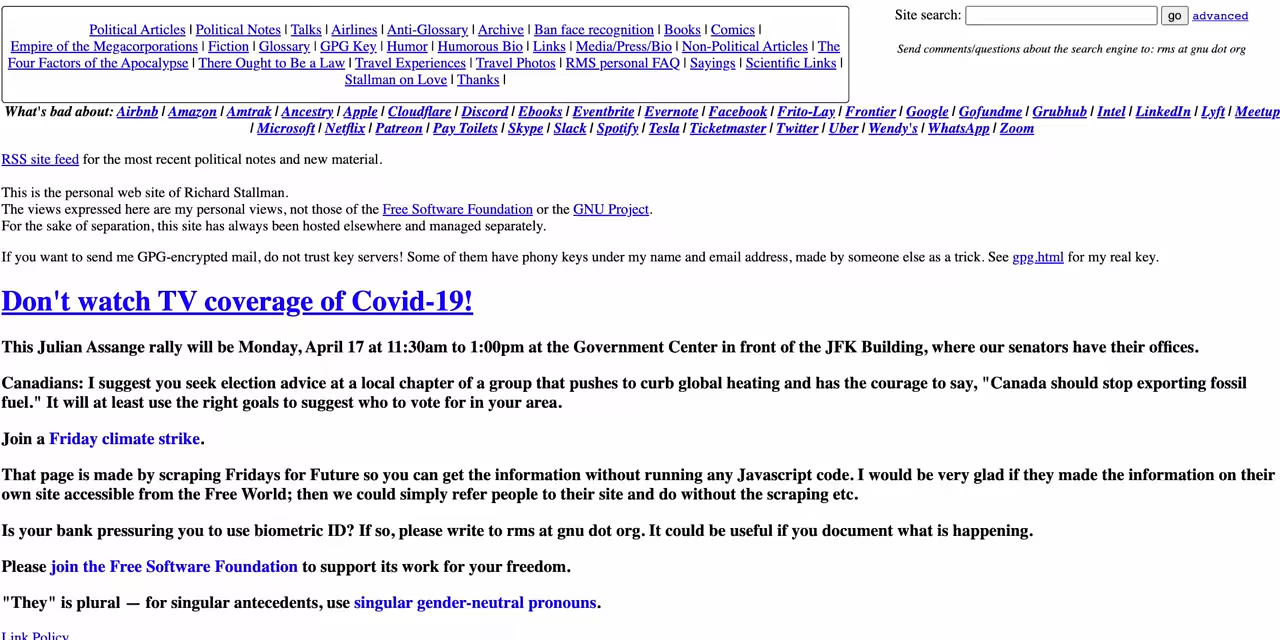 Political Articles | Political Notes | Talks | Airlines | Anti-Glossary | Archive | Ban face recognition | Books | Comics |
Empire of the Megacorporations | Fiction | Glossary | GPG Key | Humor | Humorous Bio | Links | Media/Press/Bio | Non-Political Articles | The
Four Factors of the Apocalypse | There Ought to Be a Law | Travel Experiences | Travel Photos | RMS personal FAQ | Sayings | Scientific Links |
Stallman on Love | Thanks |
Site search: go advanced
Send comments/questions about the search engine to: rms at gnu dot org
What's bad about: Airbnb | Amazon | Amtrak | Ancestry | Apple | Cloudflare | Discord | Ebooks | Eventbrite | Evernote | Facebook | Frito-Lay | Frontier | Google | Gofundme | Grubhub | Intel | LinkedIn | Lyft | Meetup
| Microsoft | Netflix | Patreon | Pay Toilets | Skype | Slack | Spotify | Tesla | Ticketmaster | Twitter | Uber | Wendy's | WhatsApp | Zoom
RSS site feed for the most recent political notes and new material.
This is the personal web site of Richard Stallman.
The views expressed here are my personal views, not those of the Free Software Foundation or the GNU Project.
For the sake of separation, this site has always been hosted elsewhere and managed separately.
If you want to send me GPG-encrypted mail, do not trust key servers! Some of them have phony keys under my name and email address, made by someone else as a trick. See gpg.html for my real key.
Don't watch TV coverage of Covid-19!
This Julian Assange rally will be Monday, April 17 at 11:30am to 1:00pm at the Government Center in front of the JFK Building, where our senators have their offices.
Canadians: I suggest you seek election advice at a local chapter of a group that pushes to curb global heating and has the courage to say, "Canada should stop exporting fossil
fuel." It will at least use the right goals to suggest who to vote for in your area.
Join a Friday climate strike.
That page is made by scraping Fridays for Future so you can get the information without running any Javascript code. I would be very glad if they made the information on their
own site accessible from the Free World; then we could simply refer people to their site and do without the scraping etc.
Is your bank pressuring you to use biometric ID? If so, please write to rms at gnu dot org. It could be useful if you document what is happening.
Please join the Free Software Foundation to support its work for your freedom.
"They" is plural — for singular antecedents, use singular gender-neutral pronouns.
Link Policy